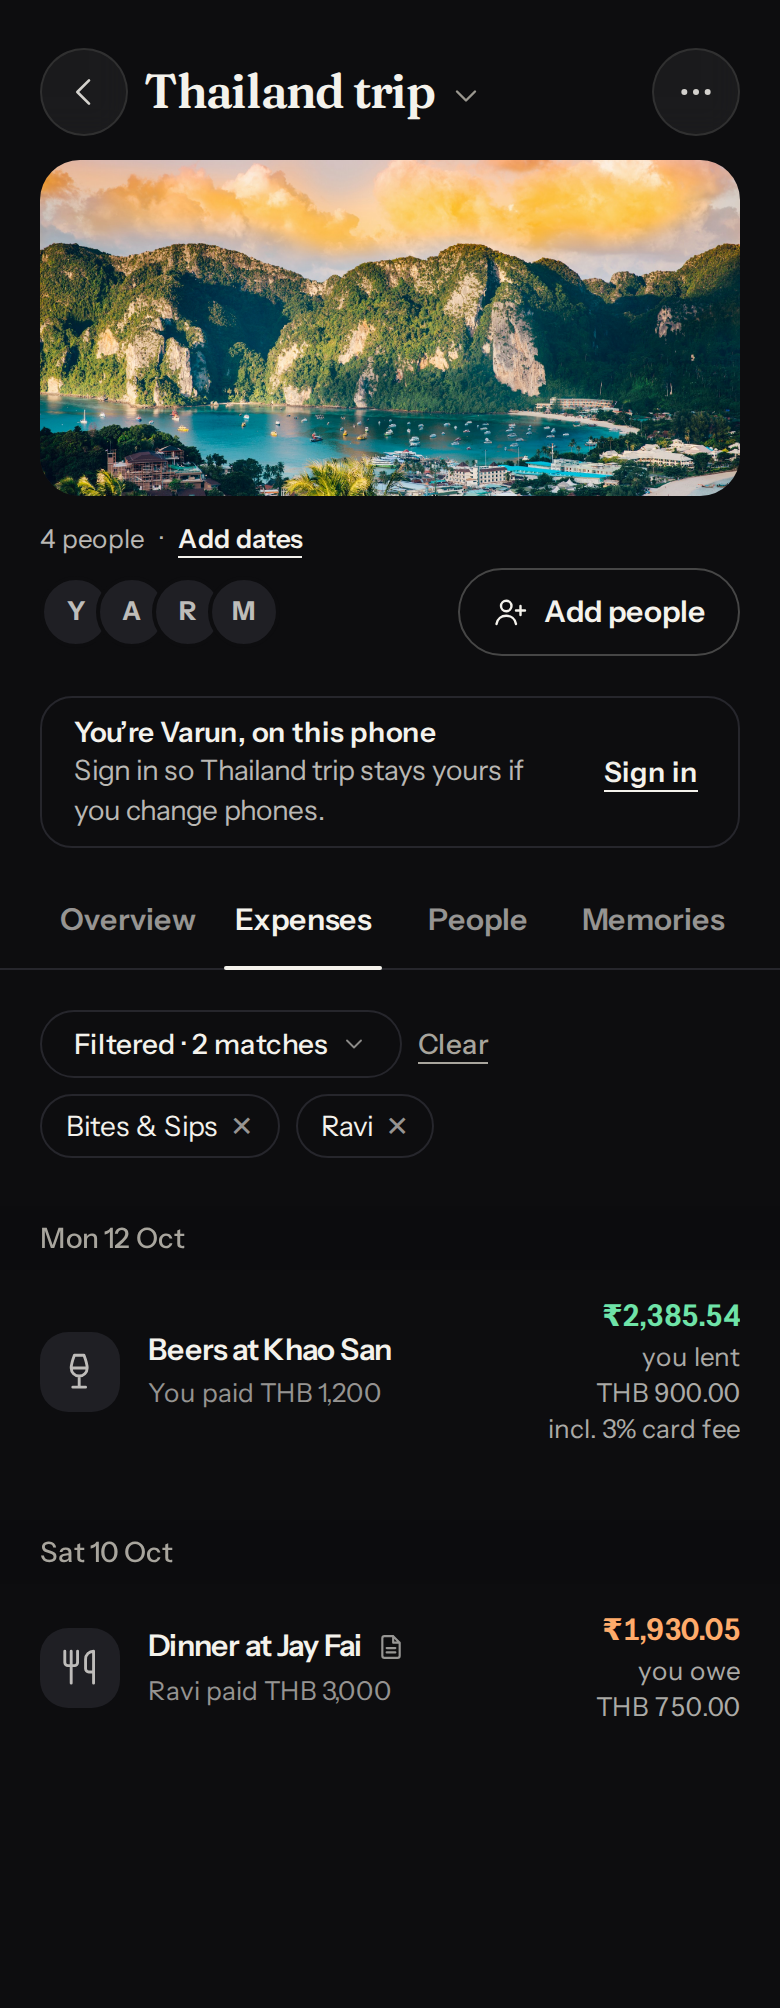 Thailand trip
4 people · Add dates
Y A R M
Add people
You’re Varun, on this phone
Sign in so Thailand trip stays yours if
you change phones.
Sign in
Overview Expenses People Memories
Filtered · 2 matches Clear
Bites & Sips Ravi
Mon 12 Oct
Beers at Khao San
You paid THB 1,200
₹2,385.54
you lent
THB 900.00
incl. 3% card fee
Sat 10 Oct
Dinner at Jay Fai
Ravi paid THB 3,000
₹1,930.05
you owe
THB 750.00